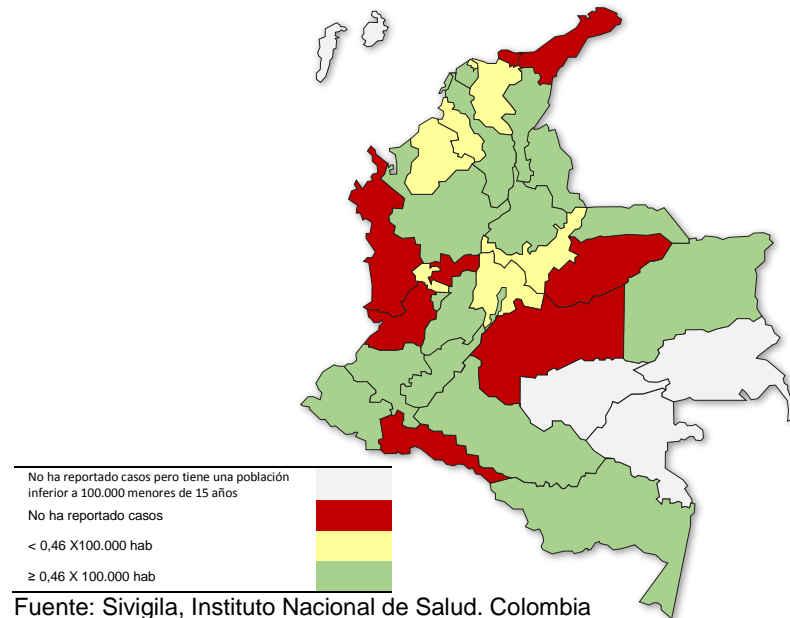 No ha reportado casos pero tiene una población
inferior a 100.000 menores de 15 años
No ha reportado casos
< 0,46 X100.000 hab
≥ 0,46 X 100.000 hab
Fuente: Sivigila, Instituto Nacional de Salud. Colombia